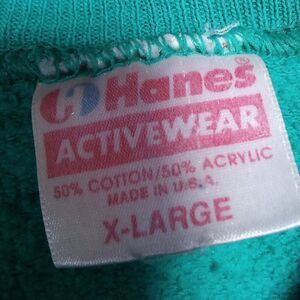 Hanes
ACTIVEWEAR
50% COTTON/50% ACRYLIC
MADE IN U.S.A.
X-LARGE